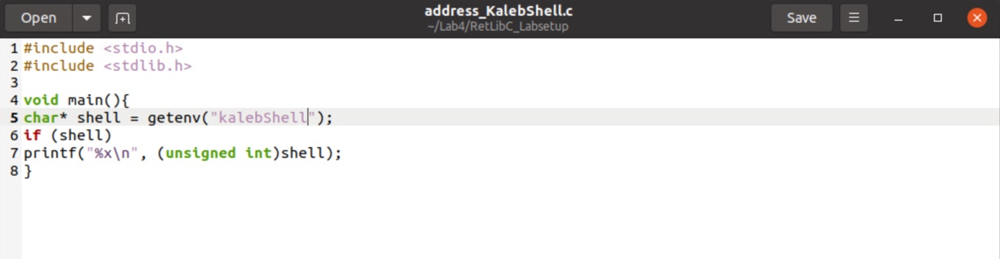 Open
address_KalebShell.c
~/Lab4/RetLibC_Labsetup
Save
1 #include <stdio.h>
2 #include <stdlib.h>
3
4 void main(){
5 char* shell = getenv("kalebShell");
6 if (shell)
7 printf("%x\n", (unsigned int)shell);
8 }